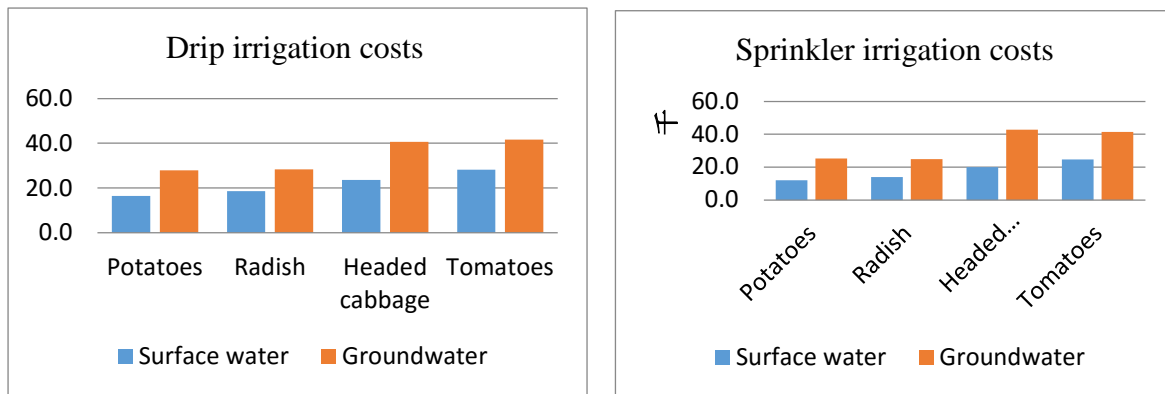 Drip irrigation costs
60.0
40.0
20.0
0.0
Potatoes
Radish
Headed
cabbage
Tomatoes
Surface water
Groundwater
Sprinkler irrigation costs
千
60.0
40.0
20.0
0.0
Potatoes
Radish
Headed...
Tomatoes
Surface water
Groundwater